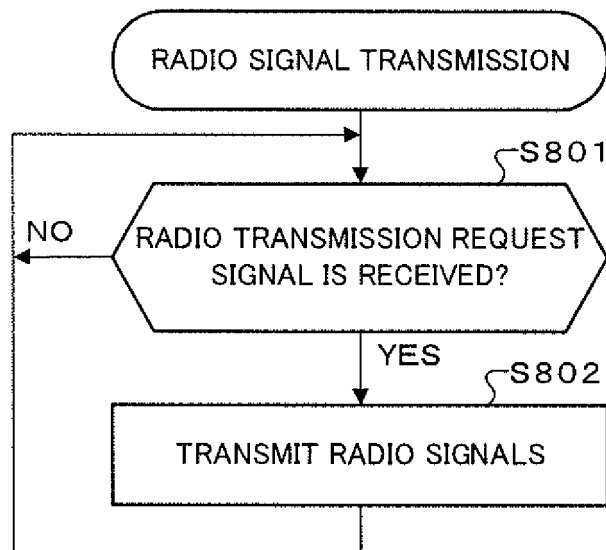 RADIO SIGNAL TRANSMISSION
S801
RADIO TRANSMISSION REQUEST
SIGNAL IS RECEIVED?
NO
YES
S802
TRANSMIT RADIO SIGNALS